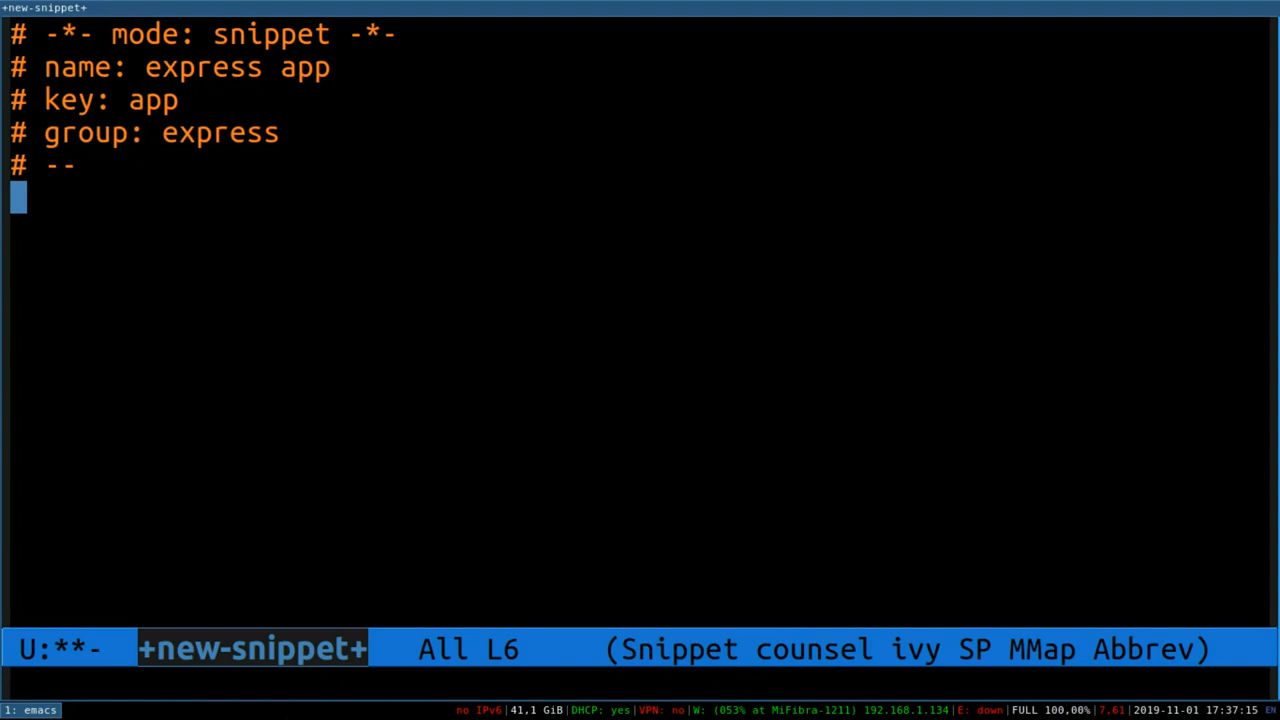 +new-snippet+
# -*- mode: snippet -*-
# name: express app
# key: app
# group: express
# --
U:**- +new-snippet+ All L6 (Snippet counsel ivy SP MMap Abbrev)
1: emacs no IPv6|41,1 GiB|DHCP: yes|VPN: no|W: (053% at MiFibra-1211) 192.168.1.134|E: down|FULL 100,00%|7,61|2019-11-01 17:37:15 EN